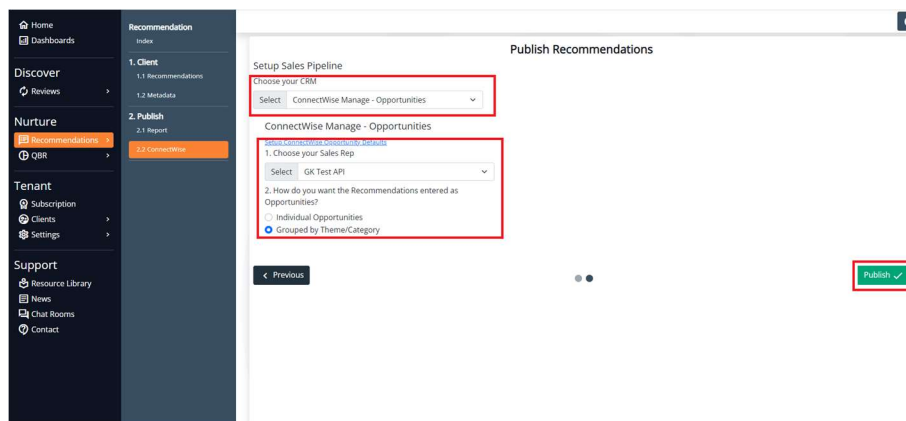 Home
Dashboards
Discover
Reviews
Nurture
Recommendations
QBR
Tenant
Subscription
Clients
Settings
Support
Resource Library
News
Chat Rooms
Contact
Recommendation
Index
1. Client
1.1 Recommendations
1.2 Metadata
2. Publish
2.1 Report
2.2 ConnectWise
Publish Recommendations
Setup Sales Pipeline
Choose your CRM
Select ConnectWise Manage - Opportunities
ConnectWise Manage - Opportunities
Setup ConnectWise Opportunity Defaults
1. Choose your Sales Rep
Select GK Test API
2. How do you want the Recommendations entered as
Opportunities?
Individual Opportunities
Grouped by Theme/Category
Previous
Publish